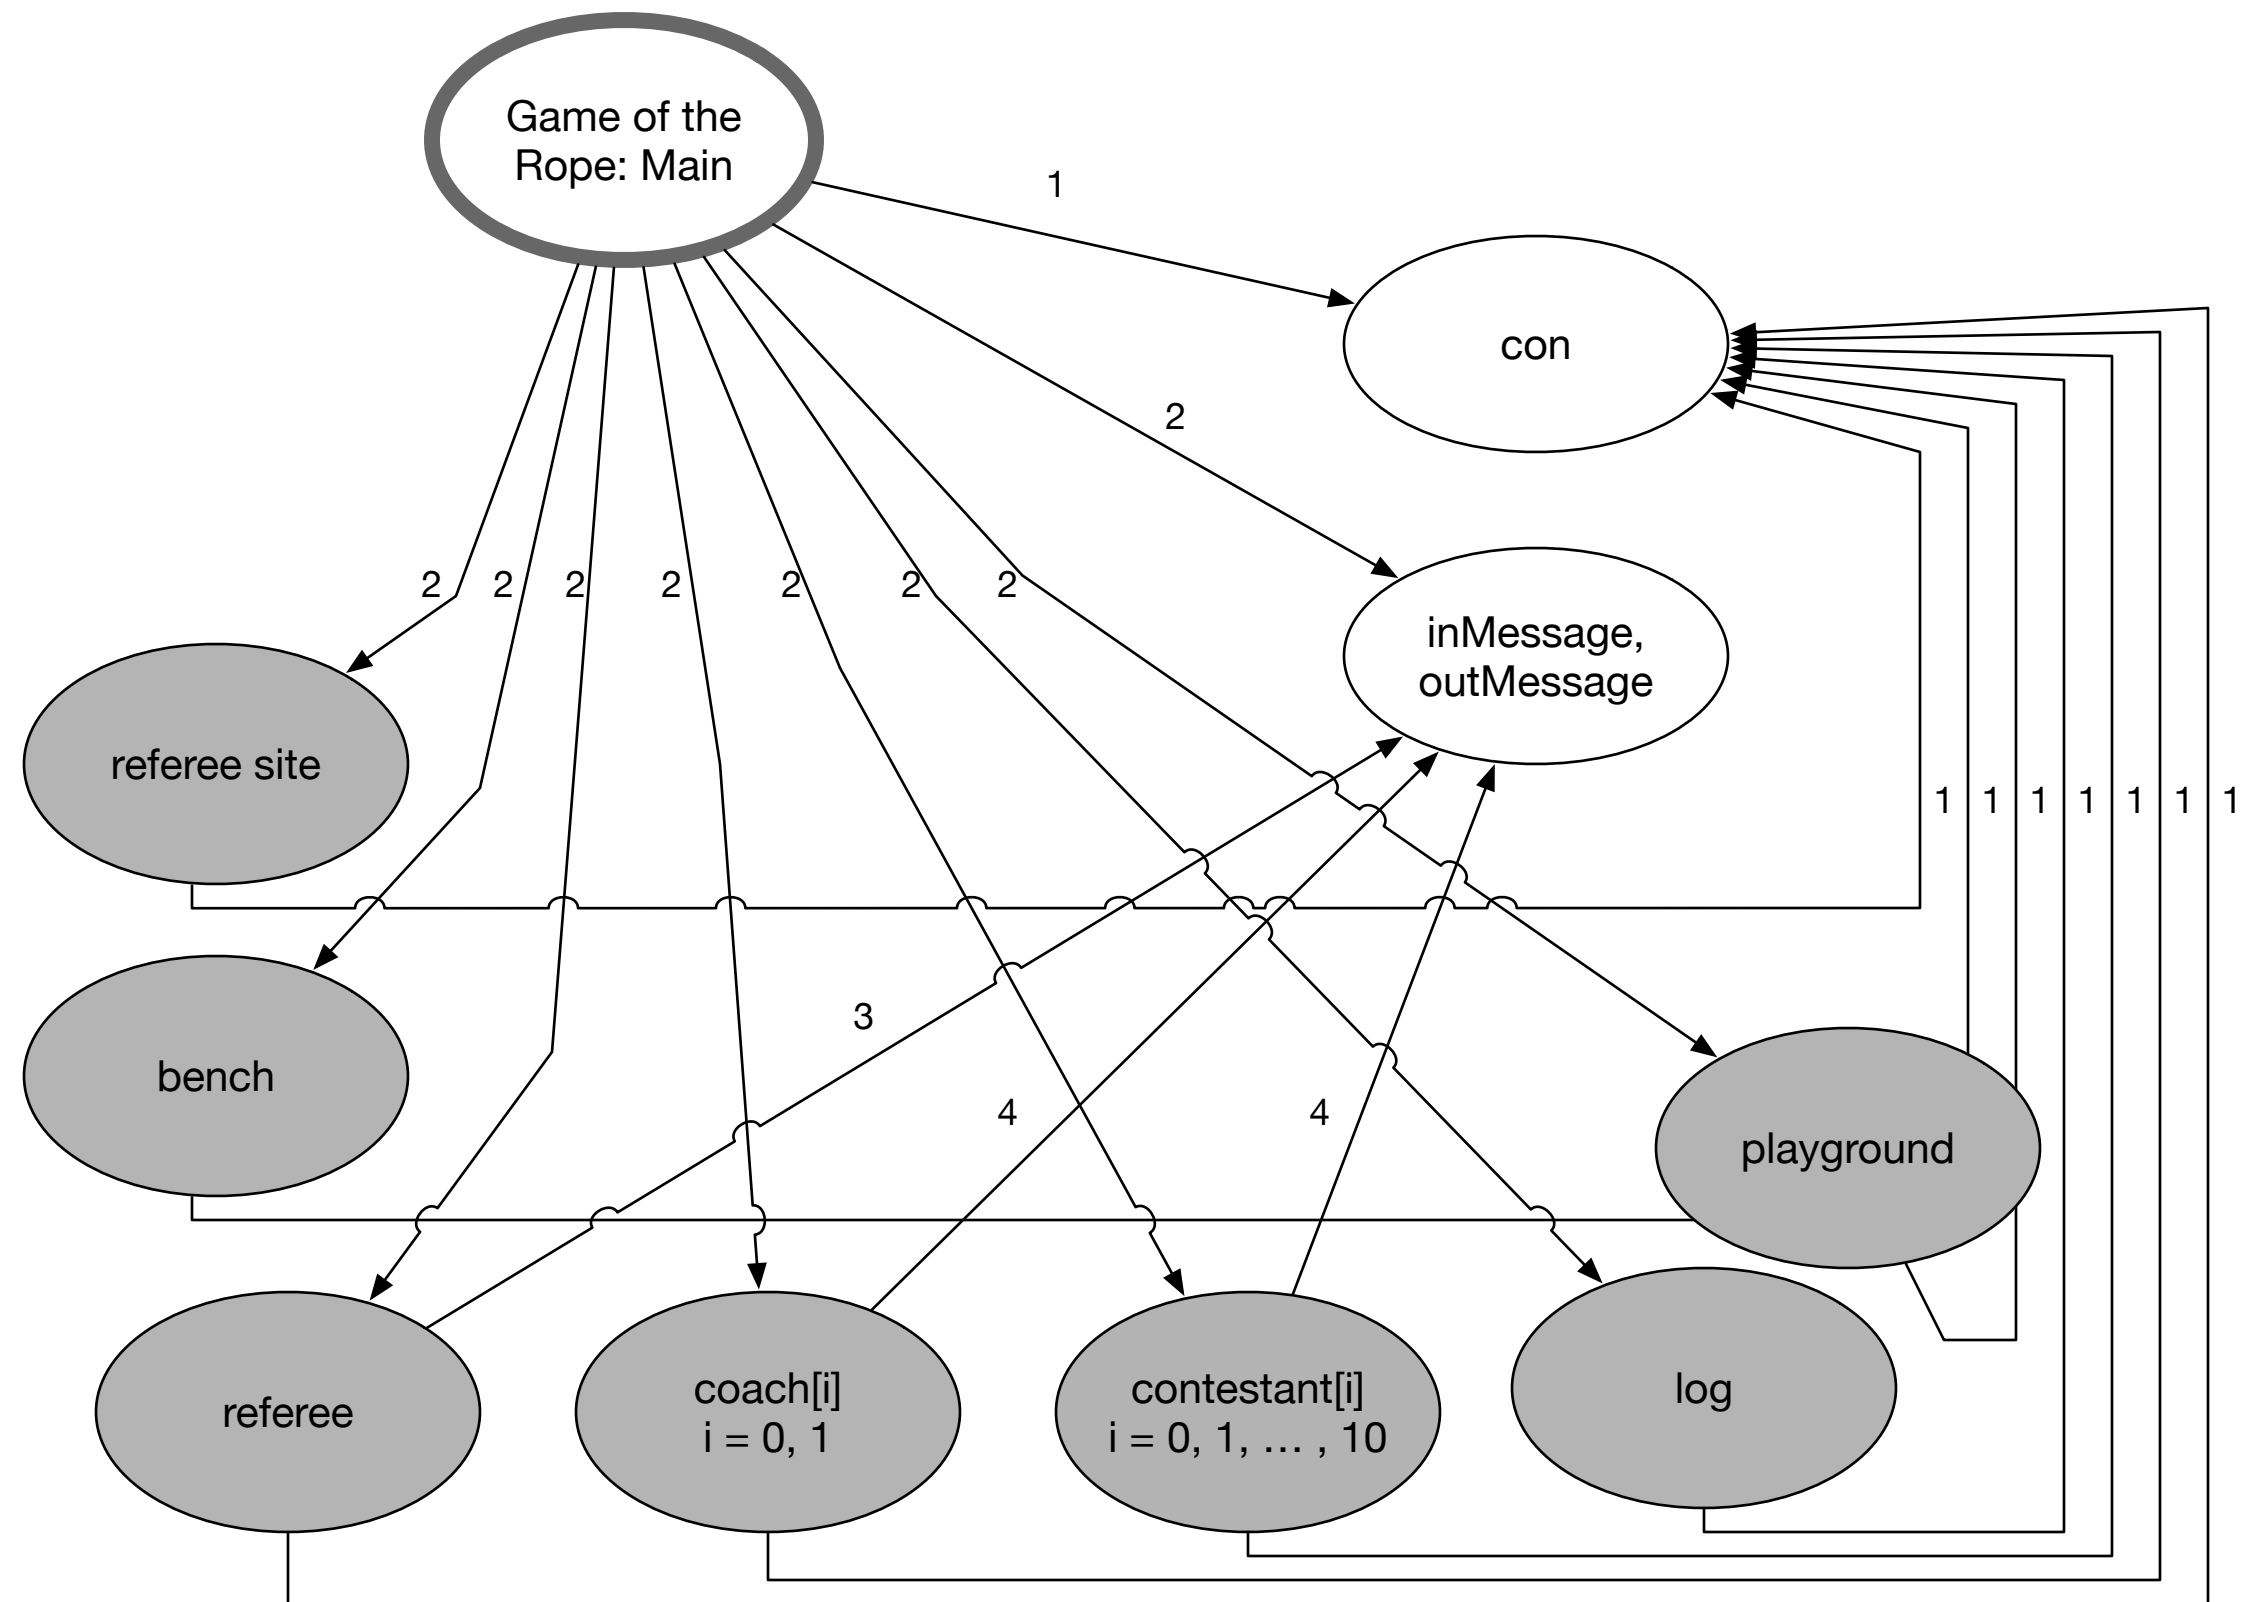 Game of the
Rope: Main
1
con
2
2
2
2
2
2
2
2
inMessage,
outMessage
referee site
1
1
1
1
1
1
1
3
bench
4
4
playground
referee
coach[i]
i = 0, 1
contestant[i]
i = 0, 1, ... , 10
log